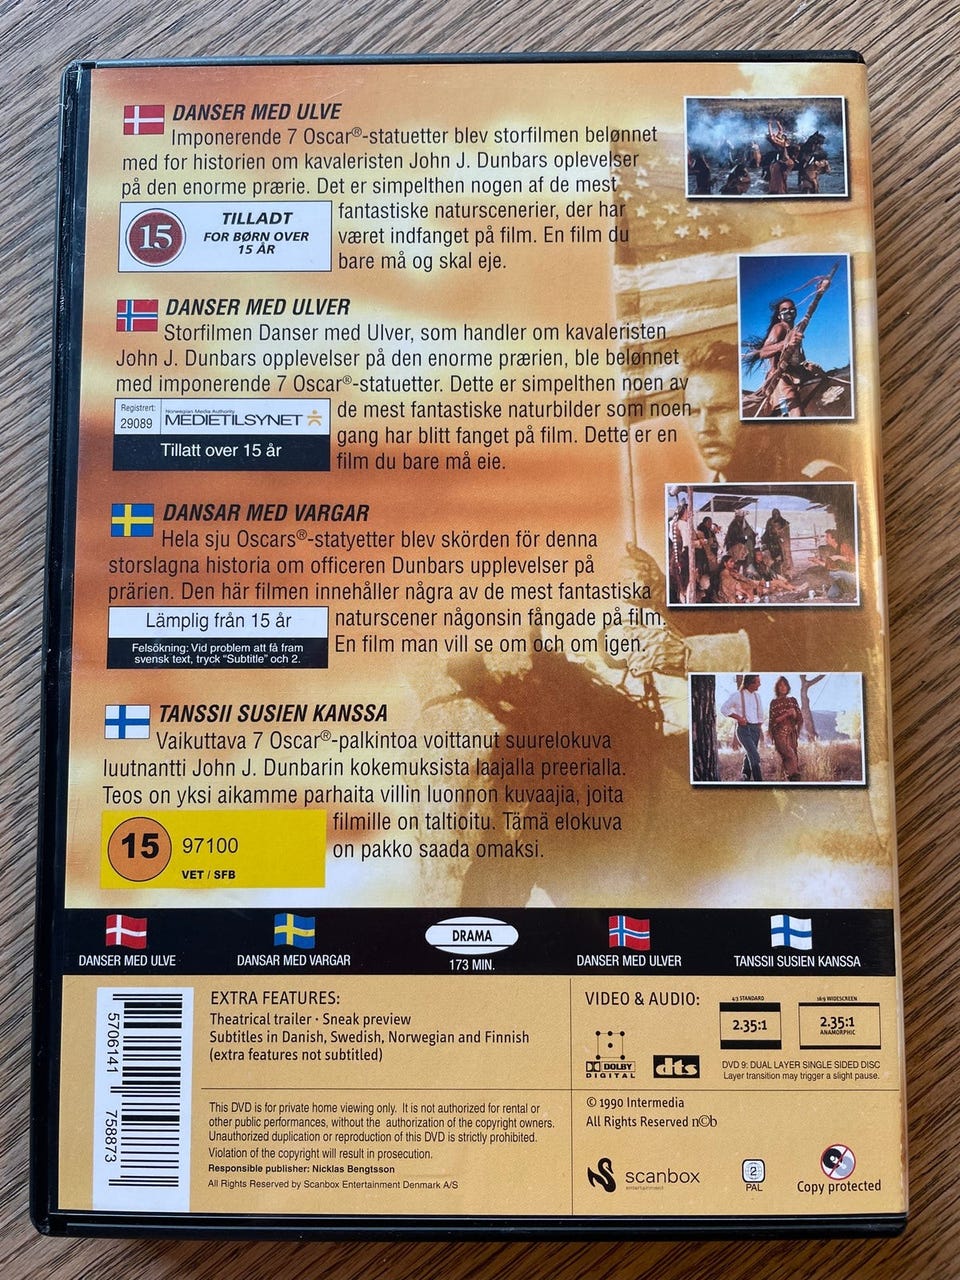 DANSER MED ULVE
Imponerende 7 Oscar®-statuetter blev storfilmen belønnet
med for historien om kavaleristen John J. Dunbars oplevelser
på den enorme prærie. Det er simpelthen nogen af de mest
fantastiske naturscenerier, der har
været indfanget på film. En film du
bare må og skal eje.
15
TILLADT
FOR BØRN OVER
15 ÅR
DANSER MED ULVER
Storfilmen Danser med Ulver, som handler om kavaleristen
John J. Dunbars opplevelser på den enorme prærien, ble belønnet
med imponerende 7 Oscar®-statuetter. Dette er simpelthen noen av
de mest fantastiske naturbilder som noen
gang har blitt fanget på film. Dette er en
film du bare må eie.
Registrert:
29089
Norwegian Media Authority
MEDIETILSYNET
Tillatt over 15 år
DANSAR MED VARGAR
Hela sju Oscars®-statyetter blev skörden för denna
storslagna historia om officeren Dunbars upplevelser på
prärien. Den här filmen innehåller några av de mest fantastiska
naturscener någonsin fångade på film.
En film man vill se om och om igen.
Lämplig från 15 år
Felsökning: Vid problem att få fram
svensk text, tryck "Subtitle" och 2.
TANSSII SUSIEN KANSSA
Vaikuttava 7 Oscar®-palkintoa voittanut suurelokuva
luutnantti John J. Dunbarin kokemuksista laajalla preerialla.
Teos on yksi aikamme parhaita villin luonnon kuvaajia, joita
filmille on taltioitu. Tämä elokuva
on pakko saada omaksi.
15
97100
VET / SFB
DANSER MED ULVE
DANSAR MED VARGAR
DRAMA
173 MIN.
DANSER MED ULVER
TANSSII SUSIEN KANSSA
5706141 758873
EXTRA FEATURES:
Theatrical trailer · Sneak preview
Subtitles in Danish, Swedish, Norwegian and Finnish
(extra features not subtitled)
This DVD is for private home viewing only. It is not authorized for rental or
other public performances, without the authorization of the copyright owners.
Unauthorized duplication or reproduction of this DVD is strictly prohibited.
Violation of the copyright will result in prosecution.
Responsible publisher: Nicklas Bengtsson
All Rights Reserved by Scanbox Entertainment Denmark A/S
VIDEO & AUDIO:
DOLBY
DIGITAL
dts
4:3 STANDARD
2.35:1
16:9 WIDESCREEN
2.35:1
ANAMORPHIC
DVD 9: DUAL LAYER SINGLE SIDED DISC
Layer transition may trigger a slight pause.
© 1990 Intermedia
All Rights Reserved n©b
scanbox
entertainment
2
PAL
Copy protected